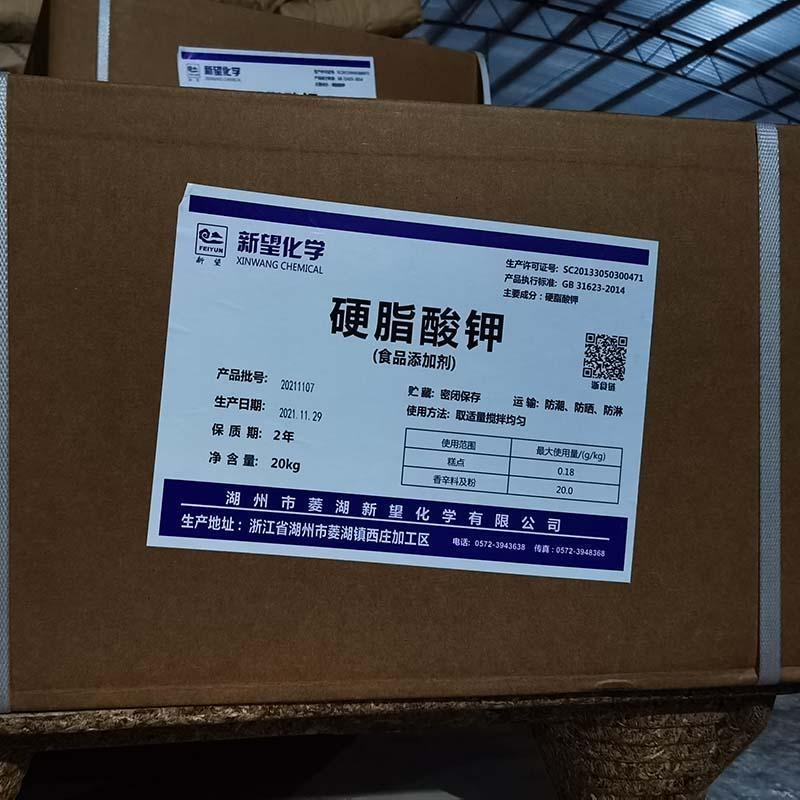 新望化学
XINWANG CHEMICAL
FEIYUN
新望
新望化学
XINWANG CHEMICAL
生产许可证号: SC20133050300471
产品执行标准: GB 31623-2014
主要成分: 硬脂酸钾
硬脂酸钾
(食品添加剂)
浙食链
产品批号: 20211107
生产日期: 2021.11.29
保质期: 2年
净含量: 20kg
贮藏: 密闭保存 运输: 防潮、防晒、防淋
使用方法: 取适量搅拌均匀
使用范围 最大使用量/(g/kg)
糕点 0.18
香辛料及粉 20.0
湖州市菱湖新望化学有限公司
生产地址: 浙江省湖州市菱湖镇西庄加工区 电话: 0572-3943638 传真: 0572-3948368